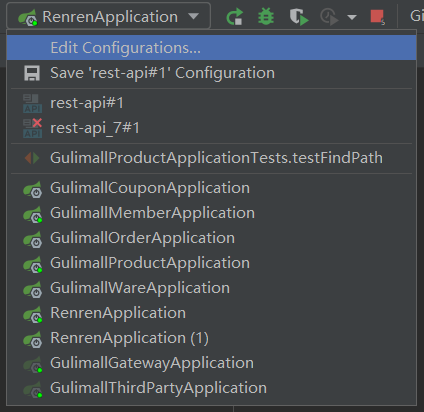 RenrenApplication
Gi
Edit Configurations...
Save 'rest-api#1' Configuration
rest-api#1
rest-api_7#1
GulimallProductApplicationTests.testFindPath
GulimallCouponApplication
GulimallMemberApplication
GulimallOrderApplication
GulimallProductApplication
GulimallWareApplication
RenrenApplication
RenrenApplication (1)
GulimallGatewayApplication
GulimallThirdPartyApplication